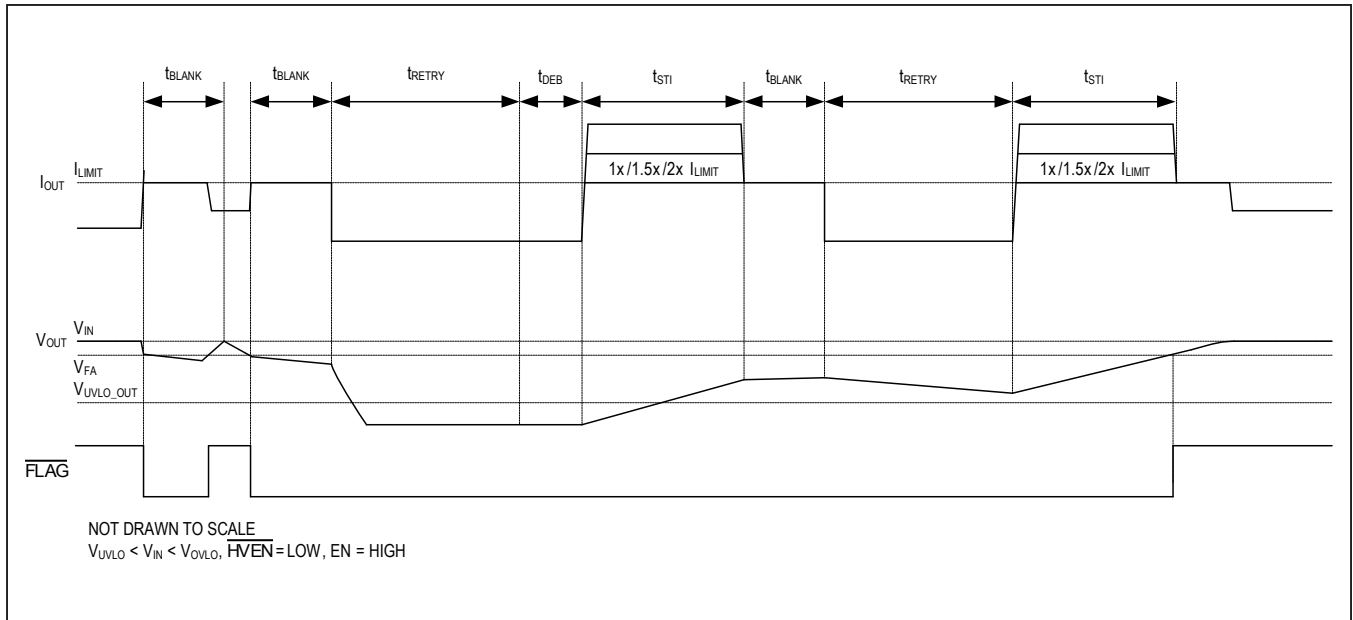 tBLANK tBLANK tRETRY tDEB tSTI tBLANK tRETRY tSTI
ILIMIT
IOUT
1x/1.5x/2x ILIMIT 1x/1.5x/2x ILIMIT
VIN
VOUT
VFA
VUVLO_OUT
FLAG
NOT DRAWN TO SCALE
VUVLO < VIN < VOVLO, HVEN = LOW, EN = HIGH